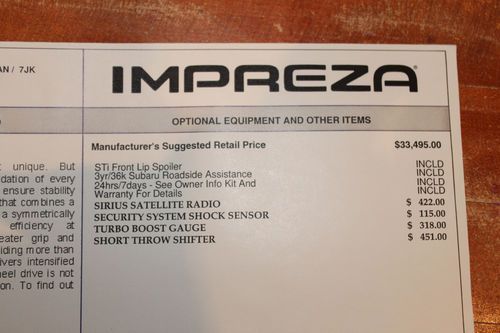 AN / 7JK
IMPREZA®
OPTIONAL EQUIPMENT AND OTHER ITEMS
Manufacturer's Suggested Retail Price $33,495.00
STi Front Lip Spoiler INCLD
3yr/36k Subaru Roadside Assistance INCLD
24hrs/7days - See Owner Info Kit And INCLD
Warranty For Details INCLD
SIRIUS SATELLITE RADIO $ 422.00
SECURITY SYSTEM SHOCK SENSOR $ 115.00
TURBO BOOST GAUGE $ 318.00
SHORT THROW SHIFTER $ 451.00
unique. But
dation of every
ensure stability
that combines a
a symmetrically
efficiency at
eater grip and
iding more than
ivers intensified
heel drive is not
on. To find out